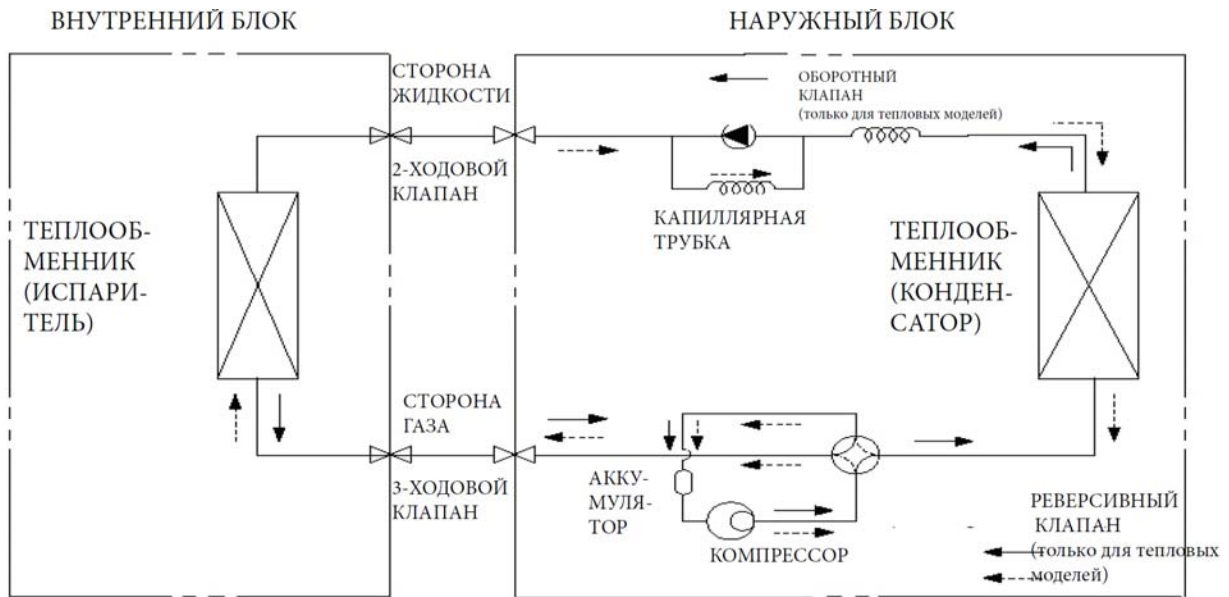 ВНУТРЕННИЙ БЛОК
НАРУЖНЫЙ БЛОК
СТОРОНА
ЖИДКОСТИ
ОБОРОТНЫЙ
КЛАПАН
(только для тепловых моделей)
2-ХОДОВОЙ
КЛАПАН
КАПИЛЛЯРНАЯ
ТРУБКА
ТЕПЛООБ-
МЕННИК
(ИСПАРИ-
ТЕЛЬ)
ТЕПЛООБ-
МЕННИК
(КОНДЕН-
САТОР)
СТОРОНА
ГАЗА
3-ХОДОВОЙ
КЛАПАН
АККУ-
МУЛЯ-
ТОР
КОМПРЕССОР
РЕВЕРСИВНЫЙ
КЛАПАН
(только для тепловых
моделей)